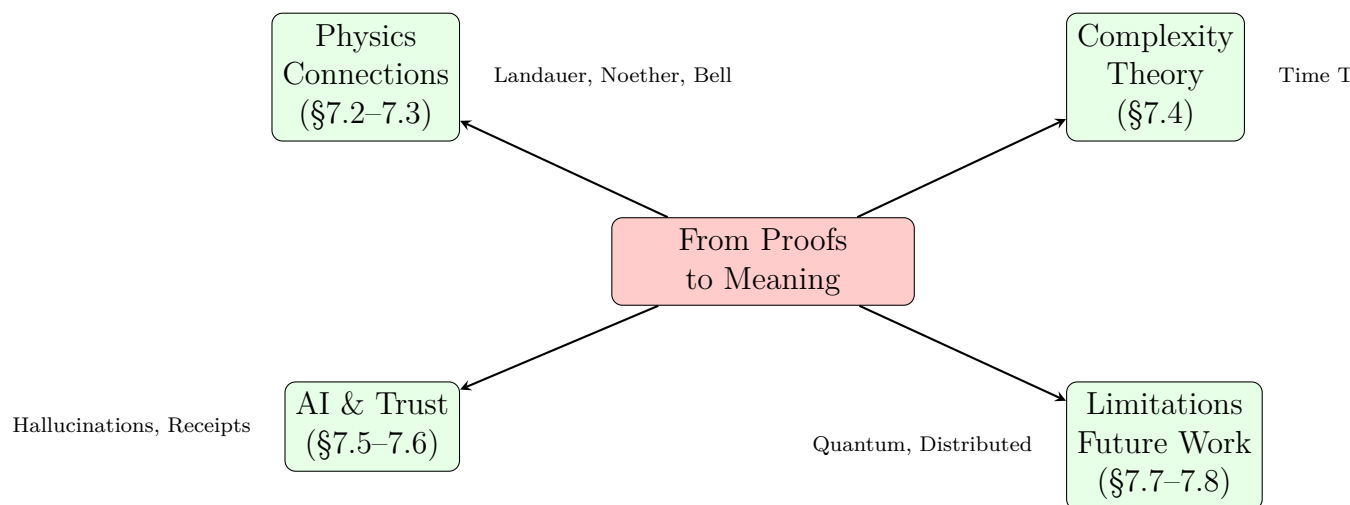 Physics
Connections
(§7.2–7.3)
Landauer, Noether, Bell
Complexity
Theory
(§7.4)
Time
From Proofs
to Meaning
Hallucinations, Receipts
AI & Trust
(§7.5–7.6)
Quantum, Distributed
Limitations
Future Work
(§7.7–7.8)